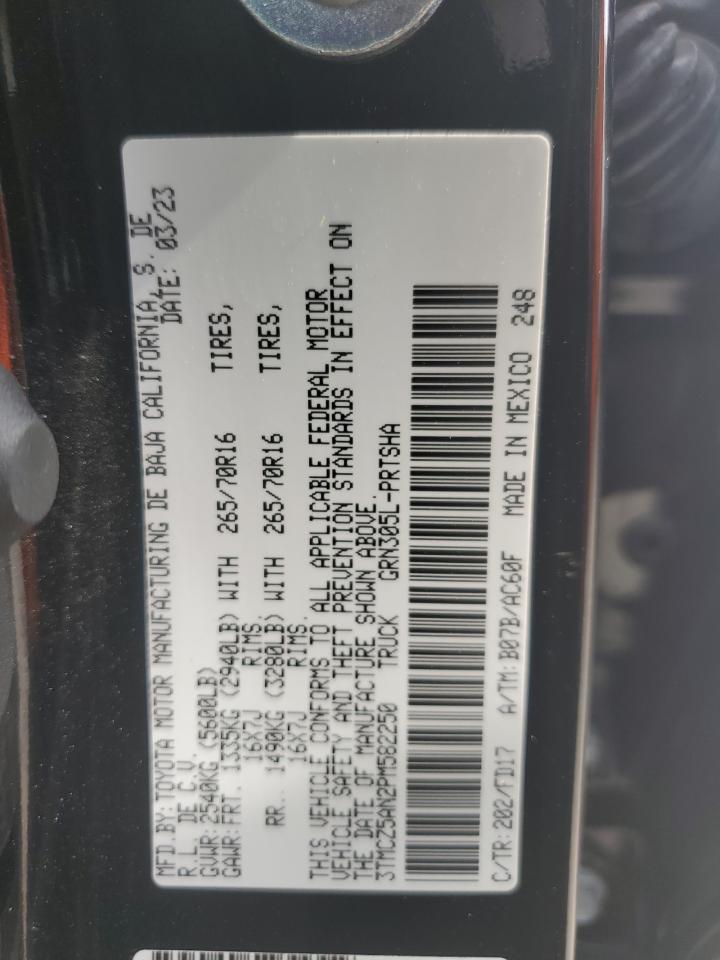 MFD.BY: TOYOTA MOTOR MANUFACTURING DE BAJA CALIFORNIA, S. DE
R.L. DE C.V. DATE: 03/23
GVWR: 2540KG (5600LB)
GAWR: FRT. 1335KG (2940LB) WITH 265/70R16 TIRES,
16X7J RIMS,
RR. 1490KG (3280LB) WITH 265/70R16 TIRES,
16X7J RIMS.
THIS VEHICLE CONFORMS TO ALL APPLICABLE FEDERAL MOTOR
VEHICLE SAFETY AND THEFT PREVENTION STANDARDS IN EFFECT ON
THE DATE OF MANUFACTURE SHOWN ABOVE.
3TMCZ5AN2PM582250 TRUCK GRN305L-PRTSHA
C/TR: 202/FD17 A/TM: B07B/AC60F MADE IN MEXICO 248